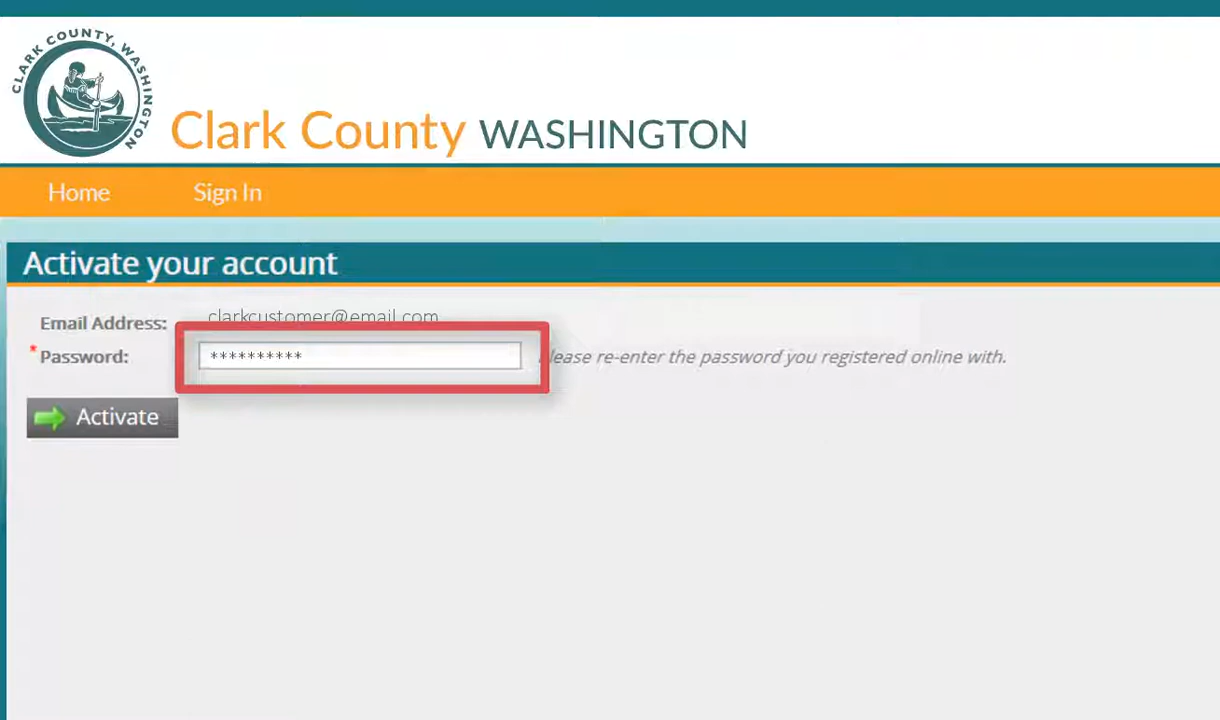 CLARK COUNTY, WASHINGTON
Clark County WASHINGTON
Home Sign In
Activate your account
Email Address: clarkcustomer@email.com
* Password: ********** lease re-enter the password you registered online with.
Activate